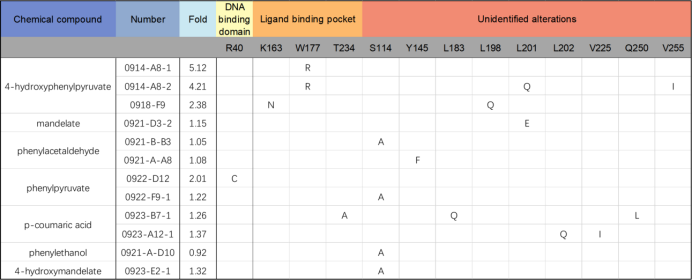 Chemical compound Number Fold DNA binding domain Ligand binding pocket Unidentified alterations
R40 K163 W177 T234 S114 Y145 L183 L198 L201 L202 V225 Q250 V255
4-hydroxyphenylpyruvate 0914-A8-1 5.12 R
0914-A8-2 4.21 R Q I
0918-F9 2.38 N Q
mandelate 0921-D3-2 1.15 E
phenylacetaldehyde 0921-B-B3 1.05 A
0921-A-A8 1.08 F
phenylpyruvate 0922-D12 2.01 C
0922-F9-1 1.22 A
p-coumaric acid 0923-B7-1 1.26 A Q L
0923-A12-1 1.37 Q I
phenylethanol 0921-A-D10 0.92 A
4-hydroxymandelate 0923-E2-1 1.32 A